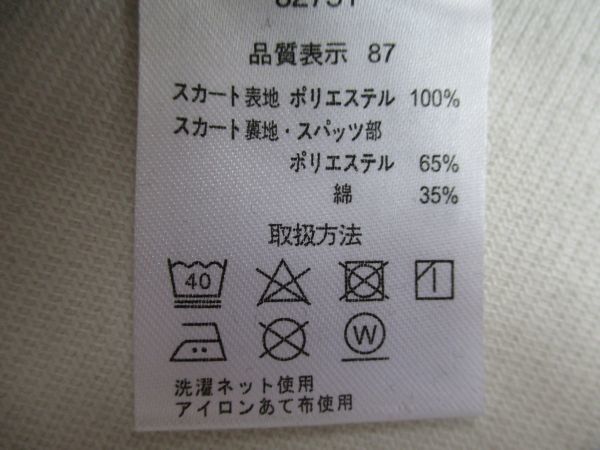 品質表示 87
スカート表地 ポリエステル 100%
スカート裏地・スパッツ部
ポリエステル 65%
綿 35%
取扱方法
40
W
洗濯ネット使用
アイロンあて布使用